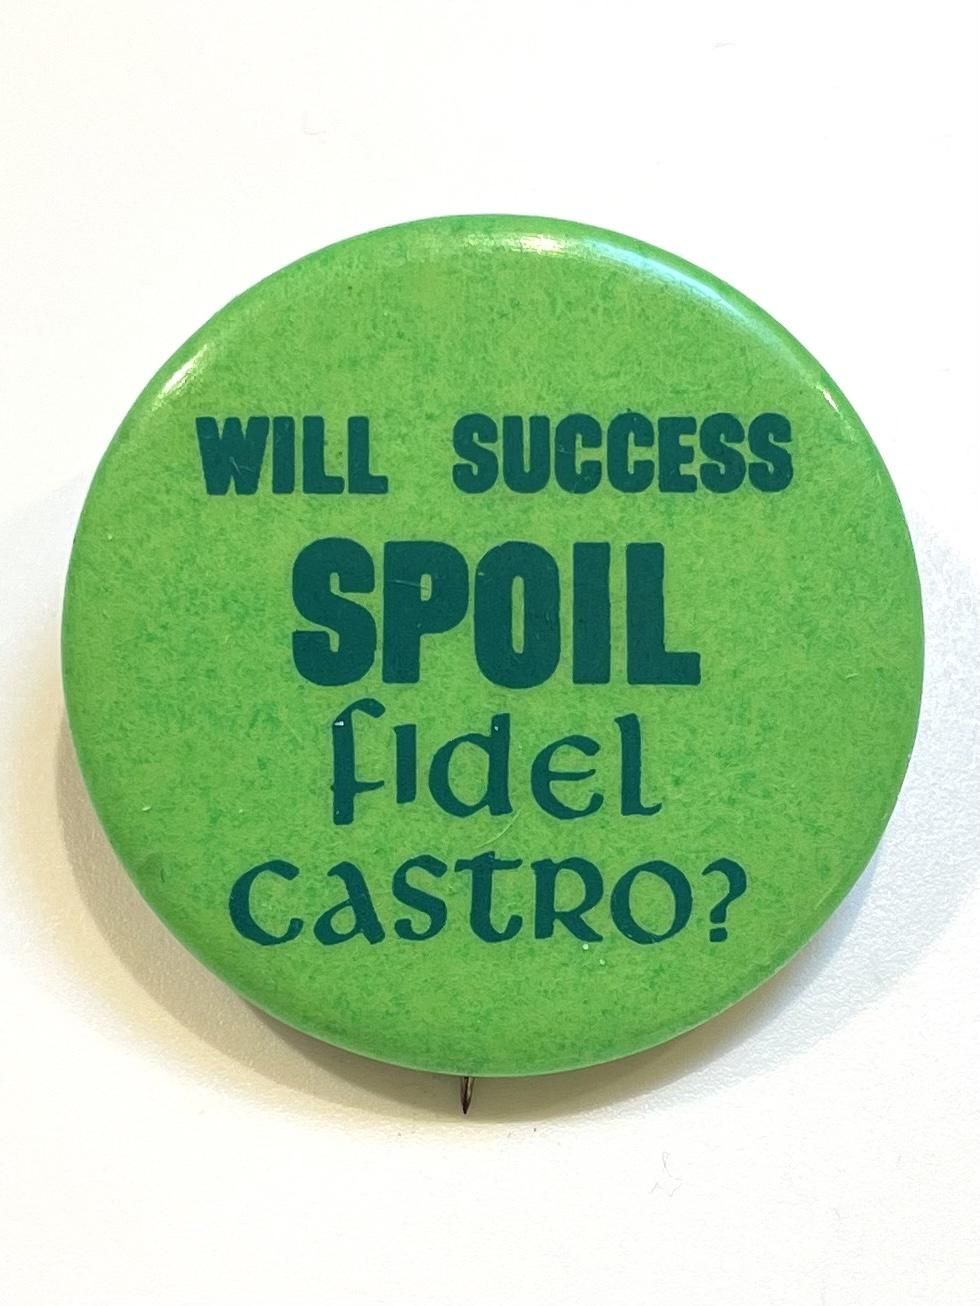 WILL SUCCESS
SPOIL
fidel
CASTRO?